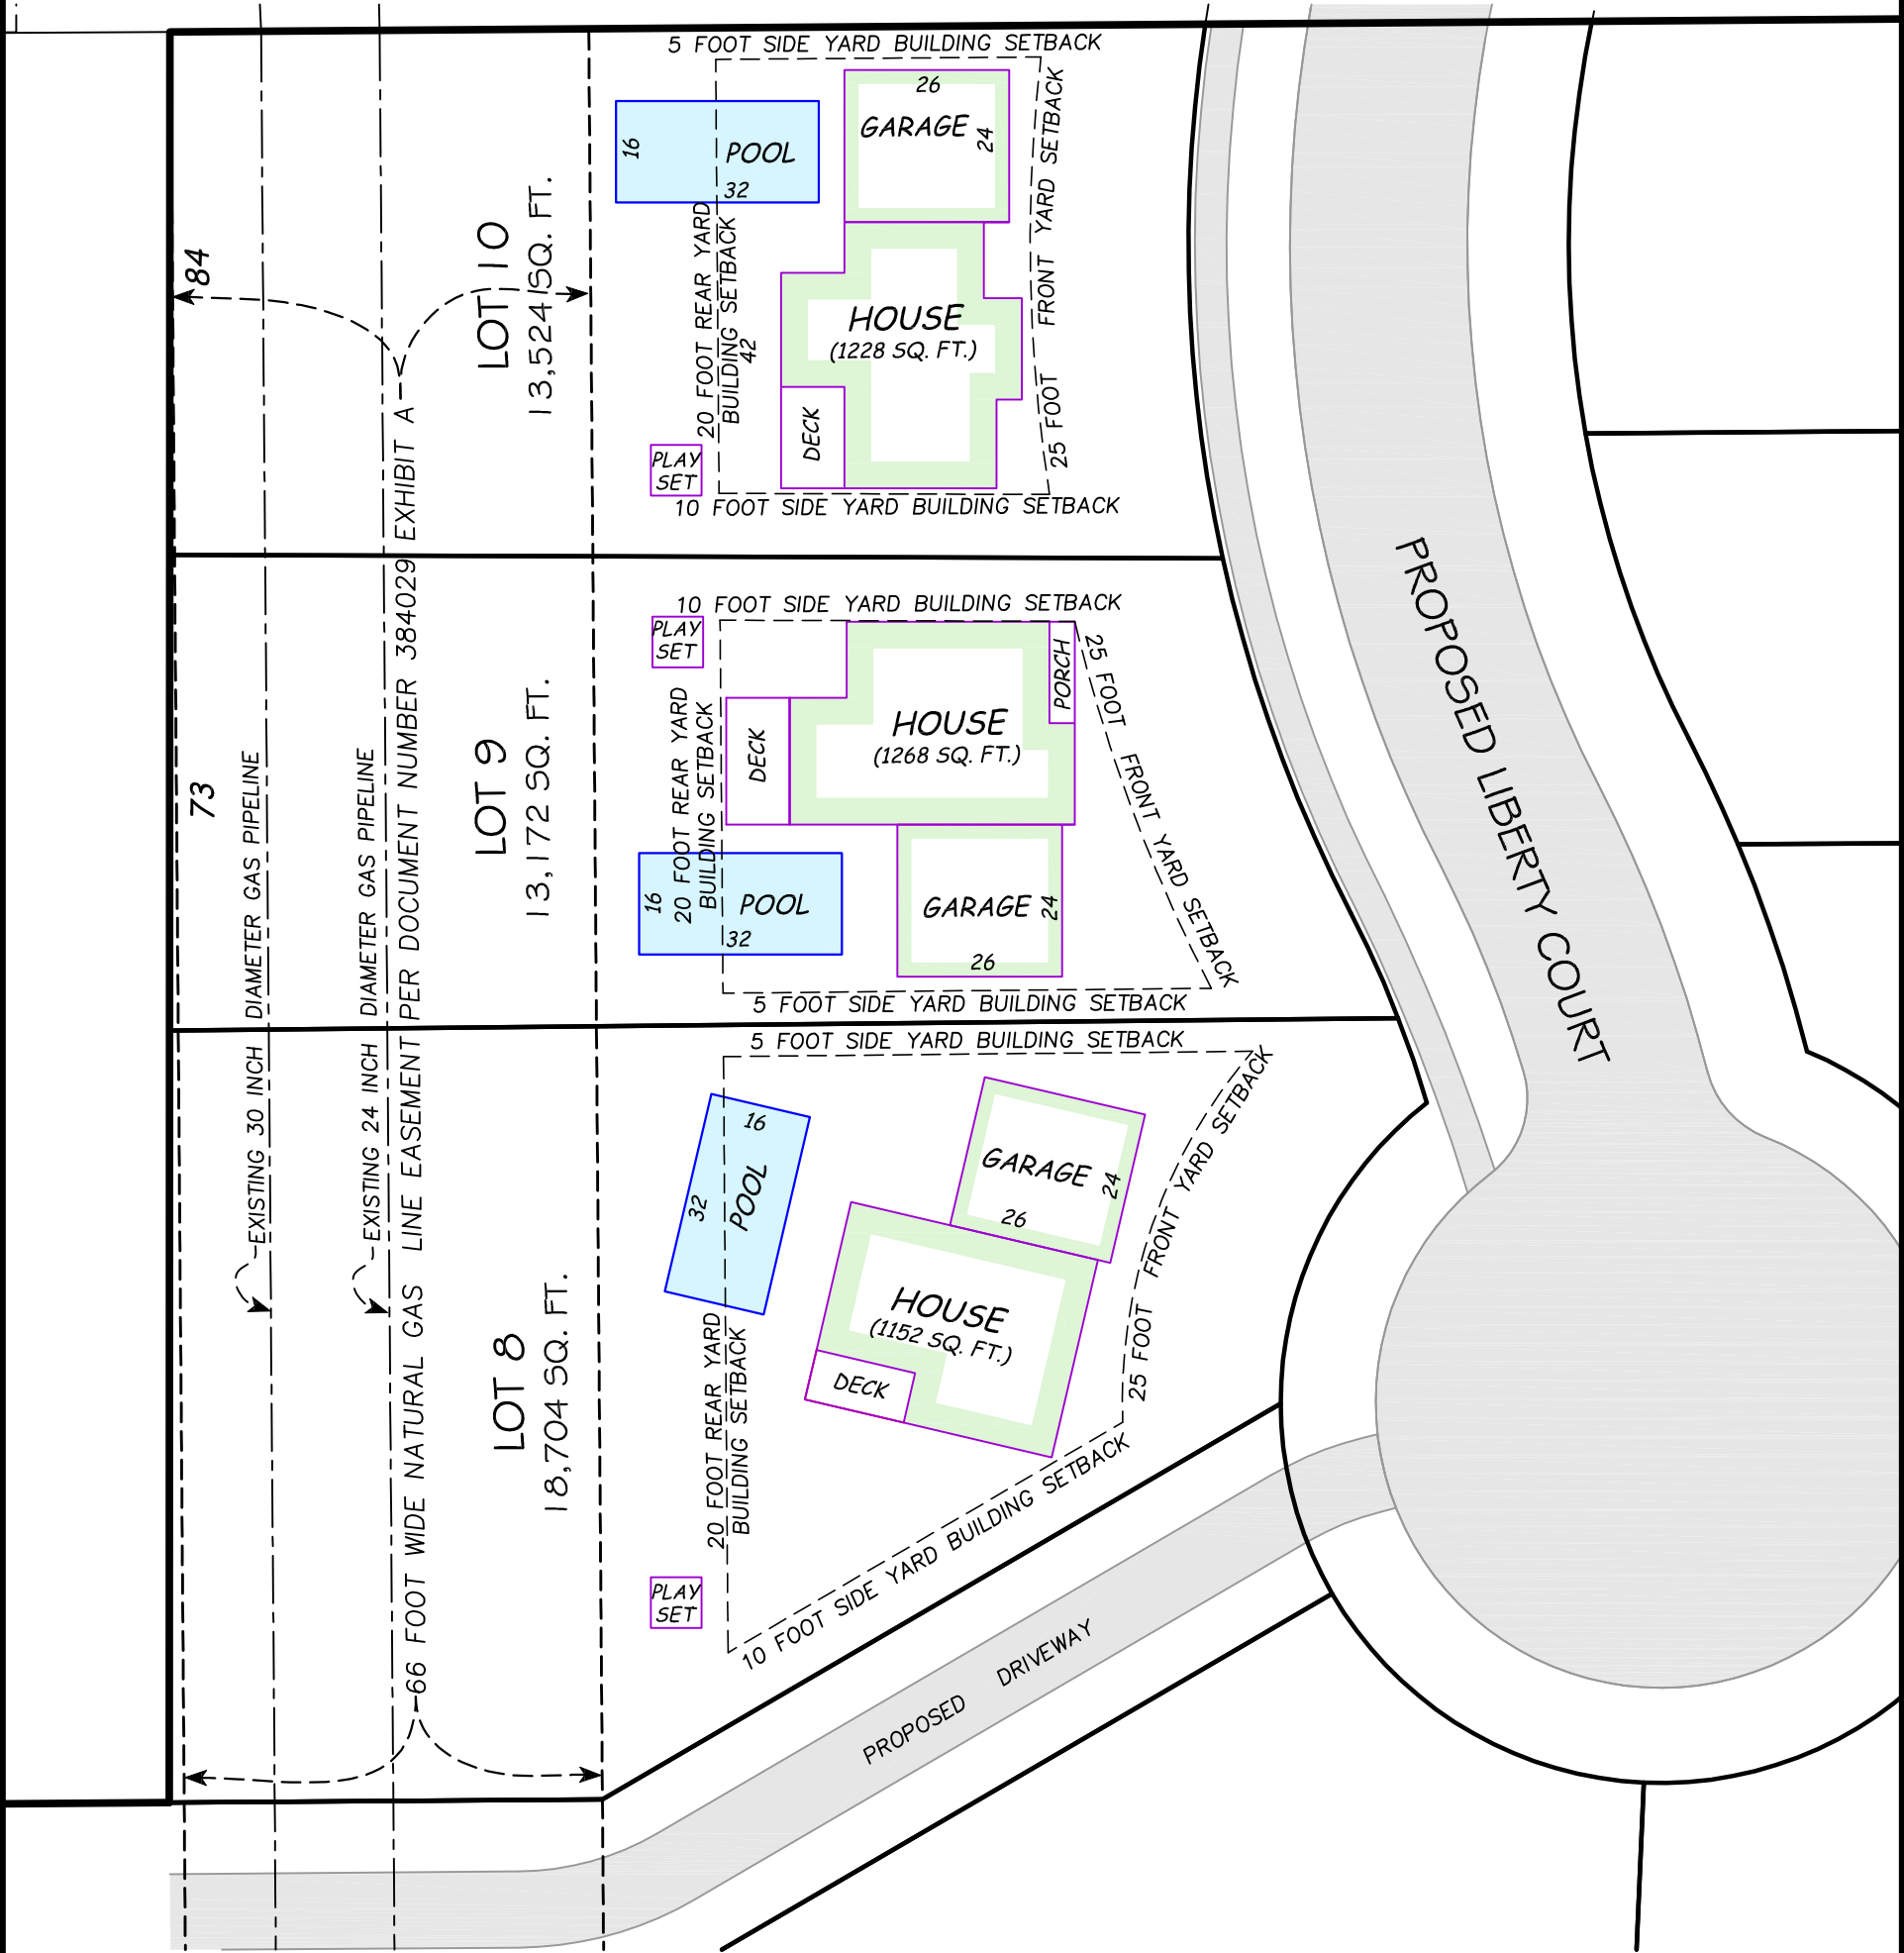 5 FOOT SIDE YARD BUILDING SETBACK
26
GARAGE
24
16
POOL
32
25 FOOT FRONT YARD SETBACK
20 FOOT REAR YARD
BUILDING SETBACK
42
HOUSE
(1228 SQ. FT.)
DECK
PLAY
SET
10 FOOT SIDE YARD BUILDING SETBACK
84
LOT 10
13,524 SQ. FT.
10 FOOT SIDE YARD BUILDING SETBACK
PLAY
SET
PORCH
HOUSE
(1268 SQ. FT.)
DECK
25 FOOT FRONT YARD SETBACK
20 FOOT REAR YARD
BUILDING SETBACK
20 FOOT REAR YARD
BUILDING SETBACK
16
POOL
32
GARAGE
24
26
5 FOOT SIDE YARD BUILDING SETBACK
73
LOT 9
13,172 SQ. FT.
EXISTING 30 INCH DIAMETER GAS PIPELINE
EXISTING 24 INCH DIAMETER GAS PIPELINE
66 FOOT WIDE NATURAL GAS LINE EASEMENT PER DOCUMENT NUMBER 384029 EXHIBIT A
5 FOOT SIDE YARD BUILDING SETBACK
16
POOL
32
GARAGE
24
26
HOUSE
(1152 SQ. FT.)
DECK
25 FOOT FRONT YARD SETBACK
20 FOOT REAR YARD
BUILDING SETBACK
PLAY
SET
10 FOOT SIDE YARD BUILDING SETBACK
LOT 8
18,704 SQ. FT.
PROPOSED LIBERTY COURT
PROPOSED DRIVEWAY